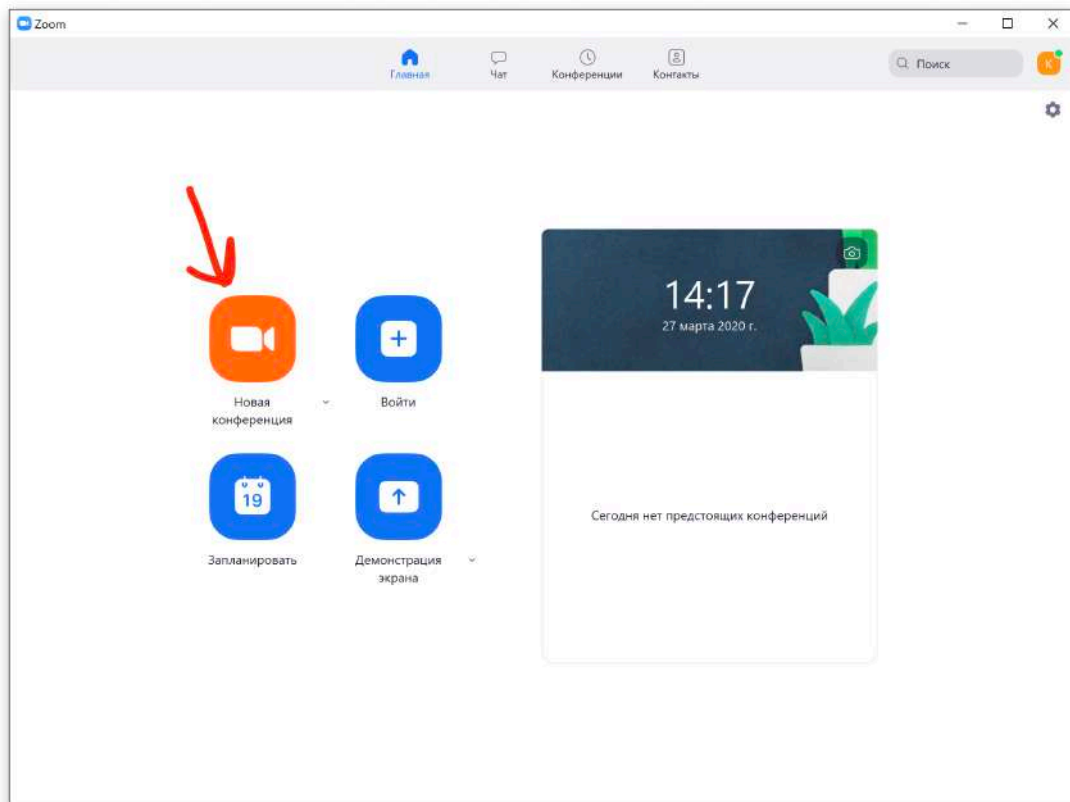 Zoom
Главная
Чат
Конференции
Контакты
Поиск
К
14:17
27 марта 2020 г.
Новая
конференция
Войти
19
Запланировать
Демонстрация
экрана
Сегодня нет предстоящих конференций